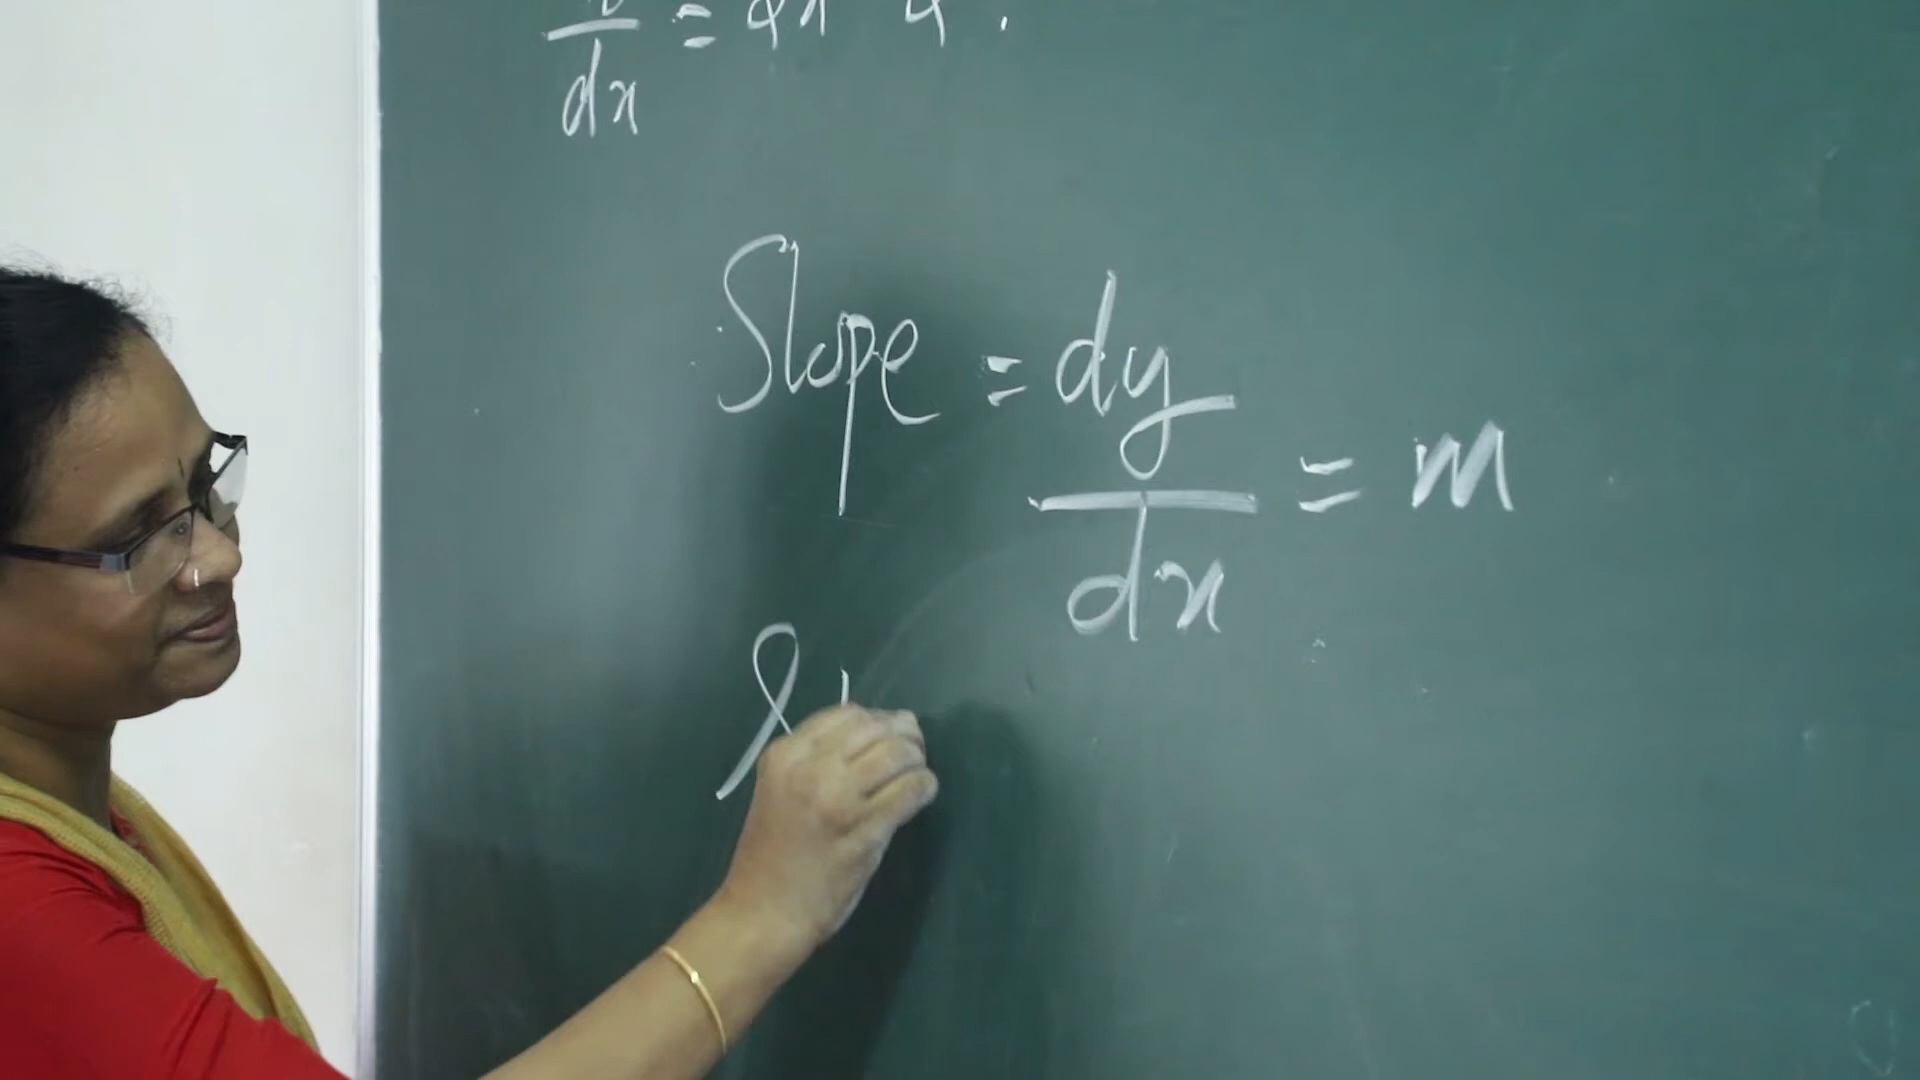 dx
Slope = dy/dx = m